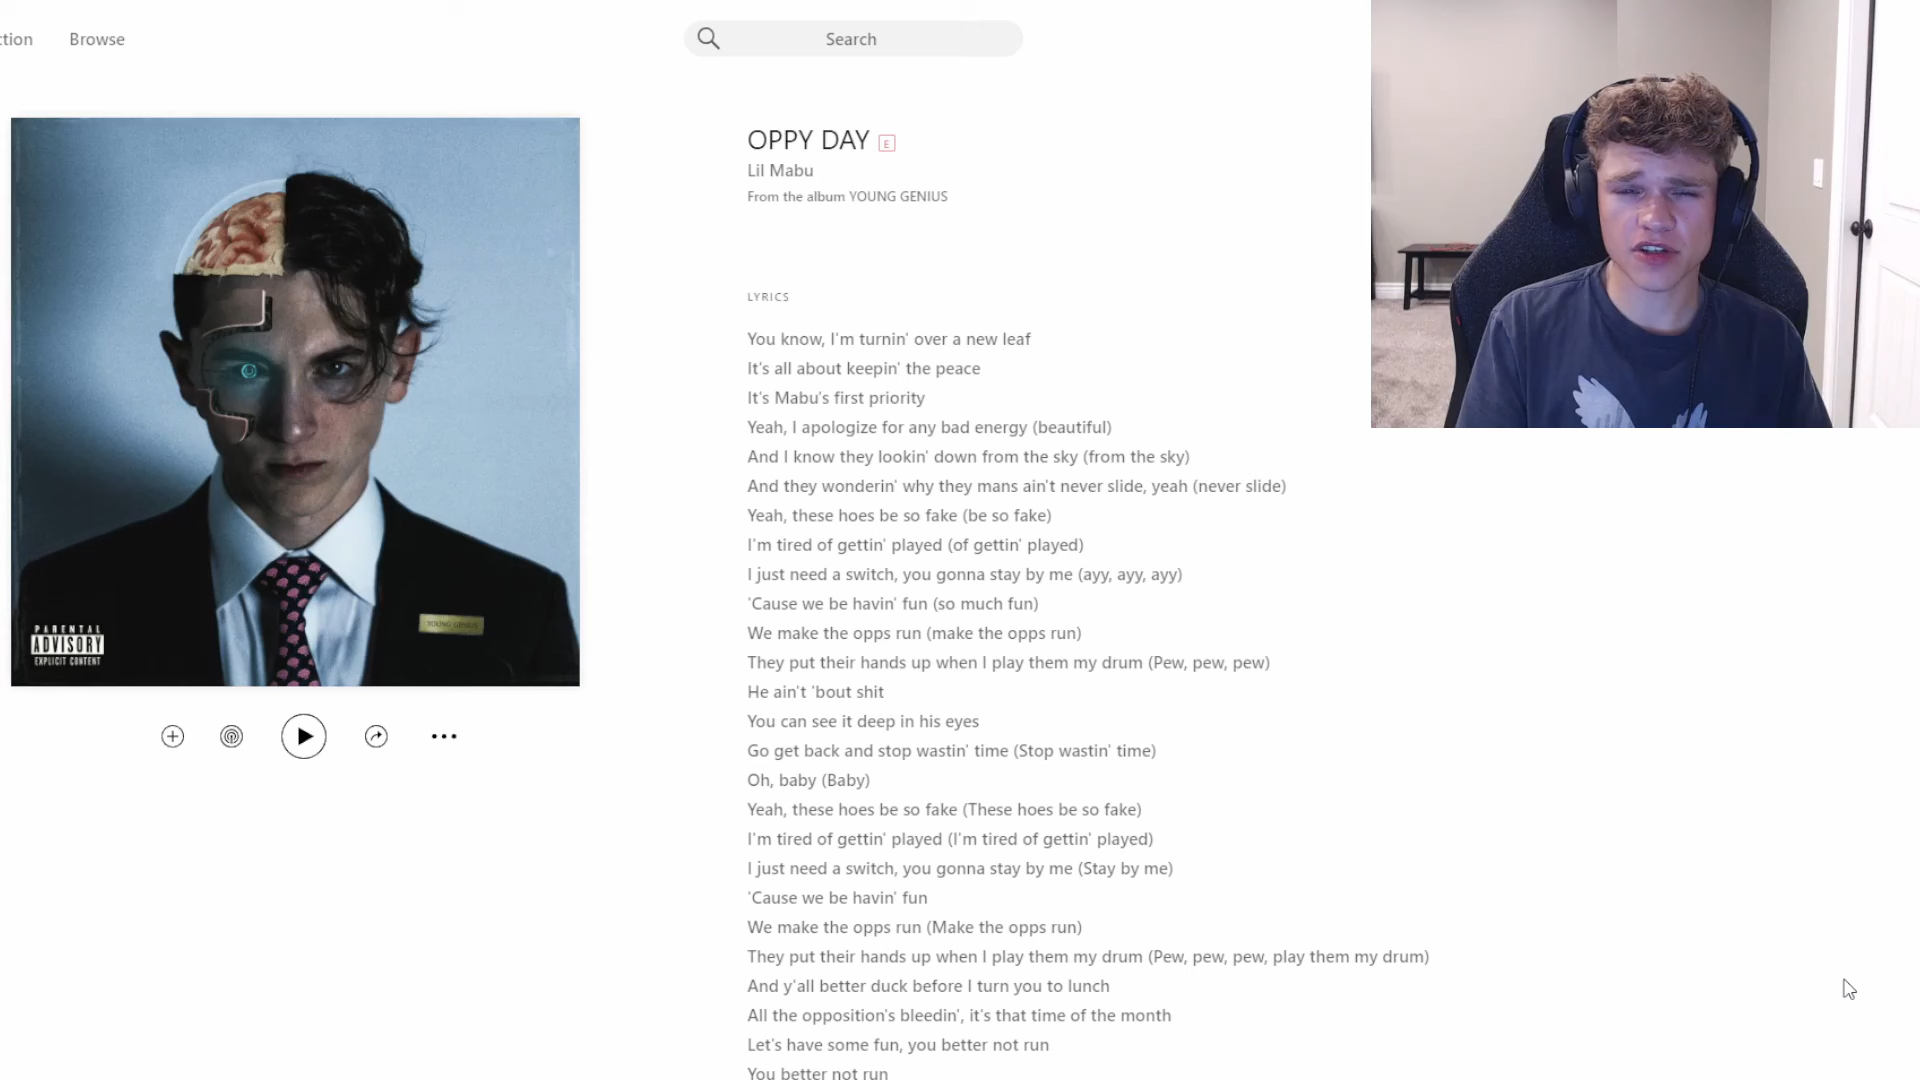 ction
Browse
Search
OPPY DAY E
Lil Mabu
From the album YOUNG GENIUS
LYRICS
You know, I'm turnin' over a new leaf
It's all about keepin' the peace
It's Mabu's first priority
Yeah, I apologize for any bad energy (beautiful)
And I know they lookin' down from the sky (from the sky)
And they wonderin' why they mans ain't never slide, yeah (never slide)
Yeah, these hoes be so fake (be so fake)
I'm tired of gettin' played (of gettin' played)
I just need a switch, you gonna stay by me (ayy, ayy, ayy)
'Cause we be havin' fun (so much fun)
We make the opps run (make the opps run)
They put their hands up when I play them my drum (Pew, pew, pew)
He ain't 'bout shit
You can see it deep in his eyes
Go get back and stop wastin' time (Stop wastin' time)
Oh, baby (Baby)
Yeah, these hoes be so fake (These hoes be so fake)
I'm tired of gettin' played (I'm tired of gettin' played)
I just need a switch, you gonna stay by me (Stay by me)
'Cause we be havin' fun
We make the opps run (Make the opps run)
They put their hands up when I play them my drum (Pew, pew, pew, play them my drum)
And y'all better duck before I turn you to lunch
All the opposition's bleedin', it's that time of the month
Let's have some fun, you better not run
You better not run
YOUNG GENIUS
PARENTAL
ADVISORY
EXPLICIT CONTENT